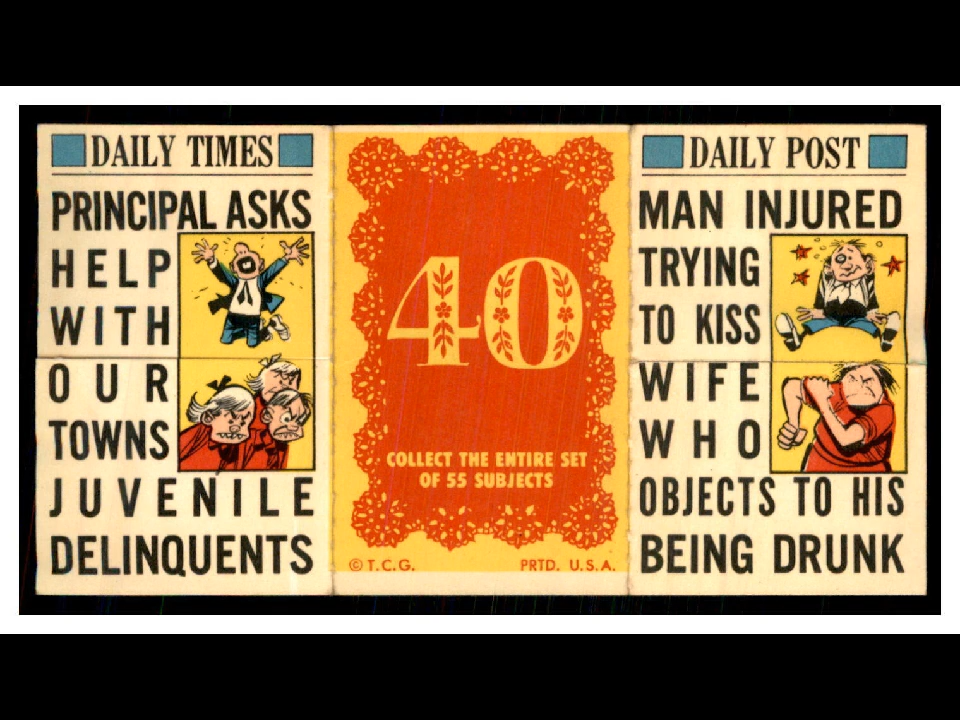 DAILY TIMES
PRINCIPAL ASKS
HELP
WITH
OUR
TOWNS
JUVENILE
DELINQUENTS
40
COLLECT THE ENTIRE SET
OF 55 SUBJECTS
© T.C.G.
PRTD. U.S.A.
DAILY POST
MAN INJURED
TRYING
TO KISS
WIFE
WHO
OBJECTS TO HIS
BEING DRUNK